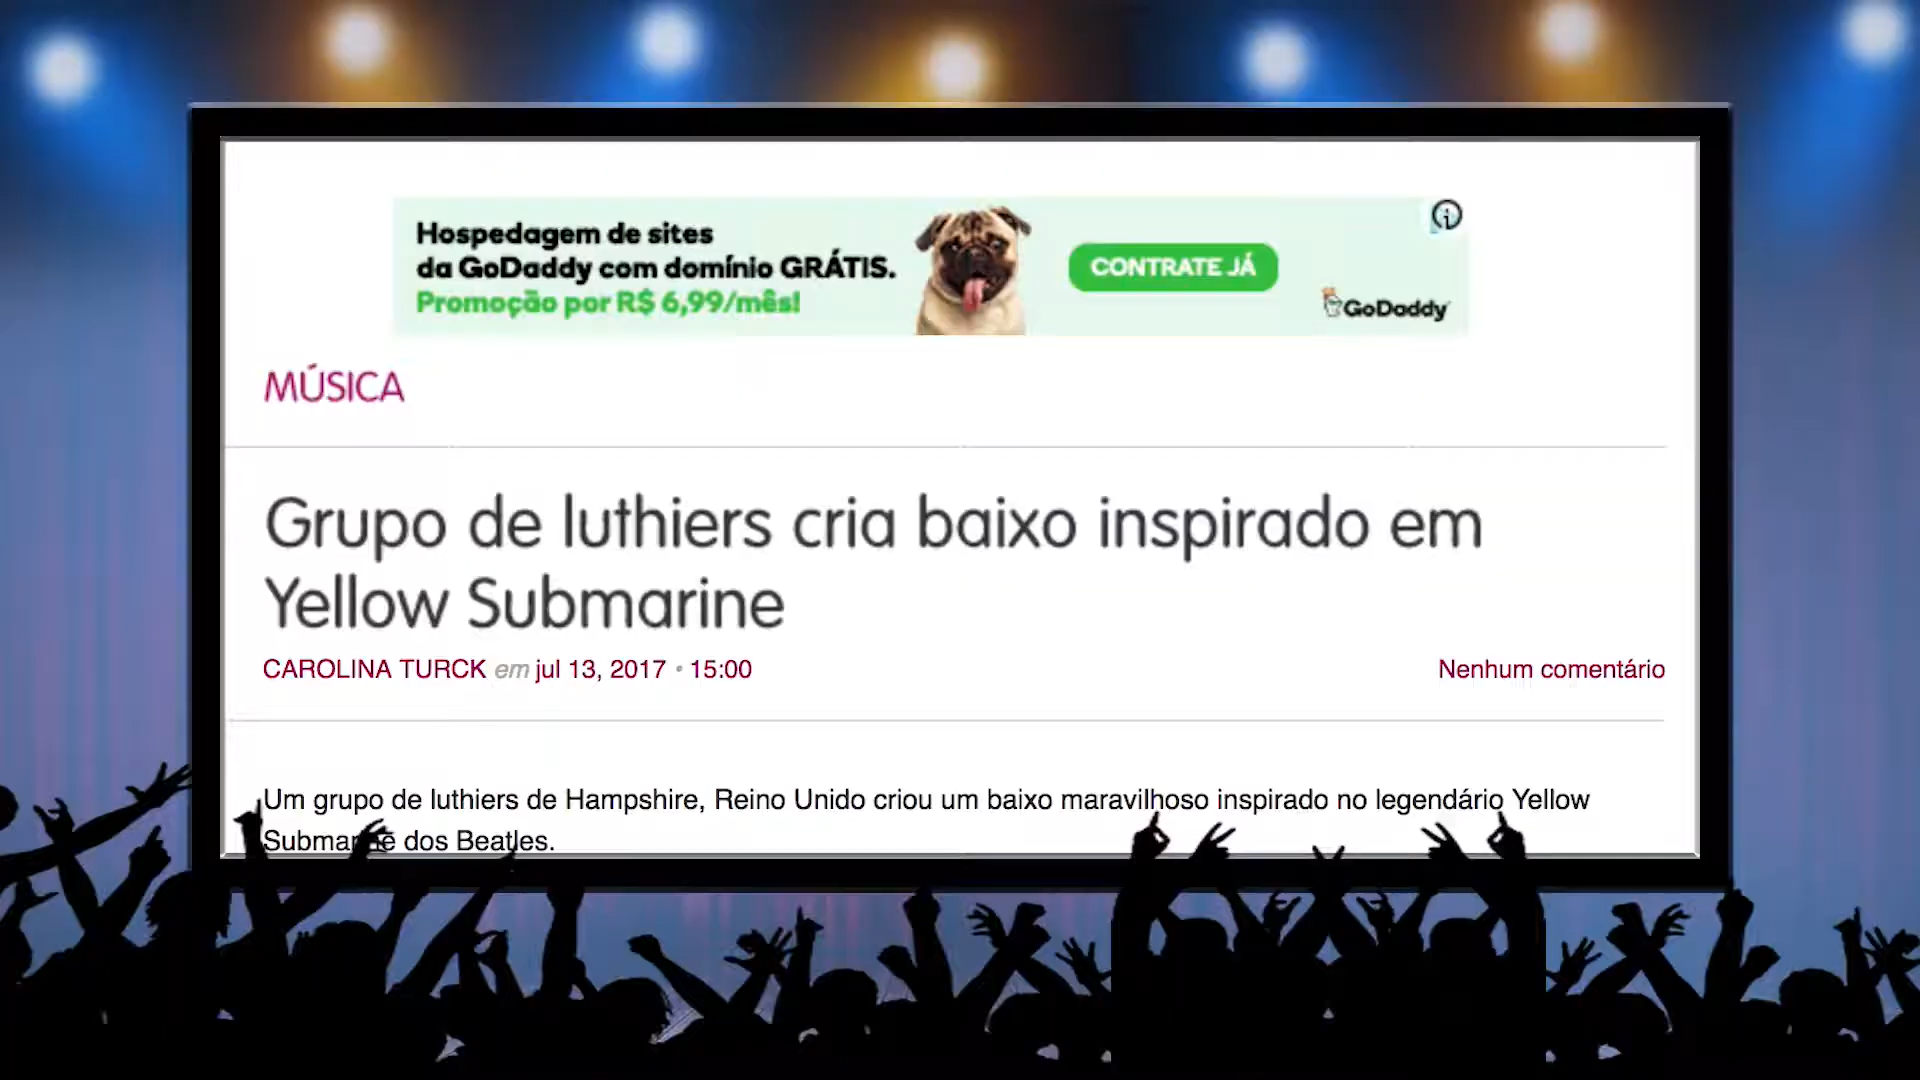 Hospedagem de sites
da GoDaddy com domínio GRÁTIS.
Promoção por R$ 6,99/mês!
CONTRATE JÁ
GoDaddy
MÚSICA
Grupo de luthiers cria baixo inspirado em
Yellow Submarine
CAROLINA TURCK em jul 13, 2017 • 15:00
Nenhum comentário
Um grupo de luthiers de Hampshire, Reino Unido criou um baixo maravilhoso inspirado no legendário Yellow
Submarine dos Beatles.